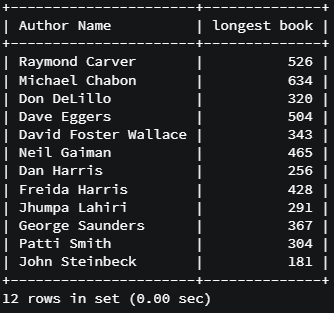 +----------------------+--------------+
| Author Name          | longest book |
+----------------------+--------------+
| Raymond Carver       |          526 |
| Michael Chabon       |          634 |
| Don DeLillo          |          320 |
| Dave Eggers          |          504 |
| David Foster Wallace |          343 |
| Neil Gaiman          |          465 |
| Dan Harris           |          256 |
| Freida Harris        |          428 |
| Jhumpa Lahiri        |          291 |
| George Saunders      |          367 |
| Patti Smith          |          304 |
| John Steinbeck       |          181 |
+----------------------+--------------+
12 rows in set (0.00 sec)